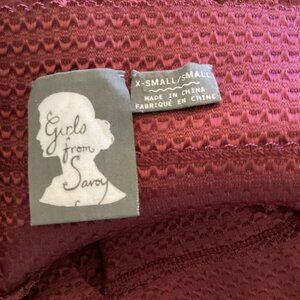 Girls
from
Savoy
X-SMALL/SMALL
MADE IN CHINA
FABRIQUÉ EN CHINE